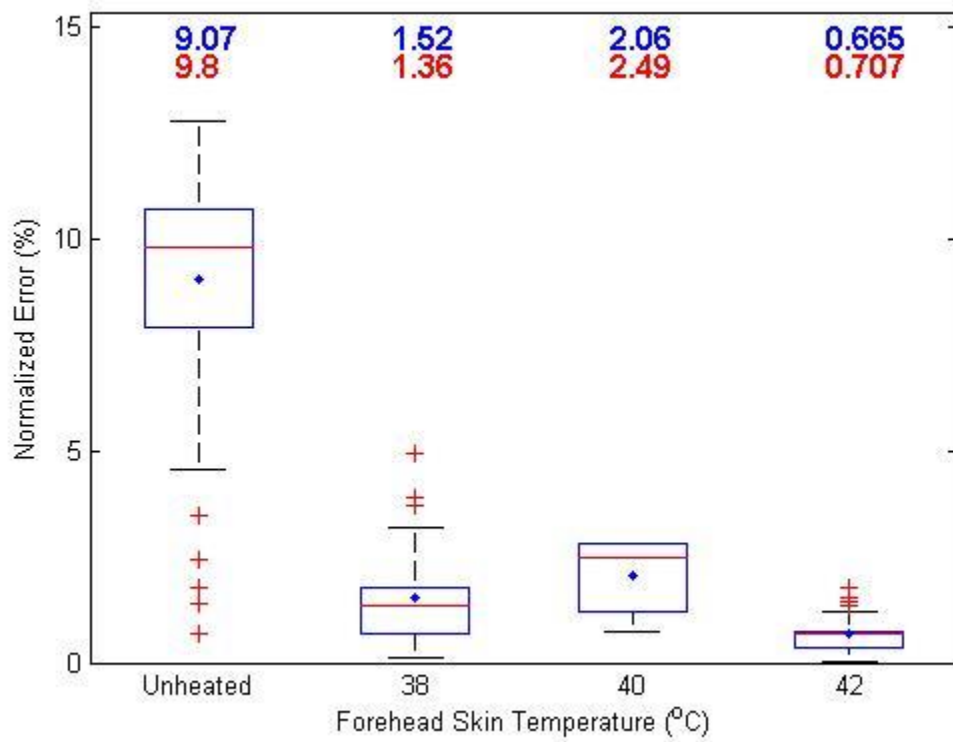 15
9.07 1.52 2.06 0.665
9.8 1.36 2.49 0.707
10
Normalized Error (%)
5
0
Unheated 38 40 42
Forehead Skin Temperature (°C)